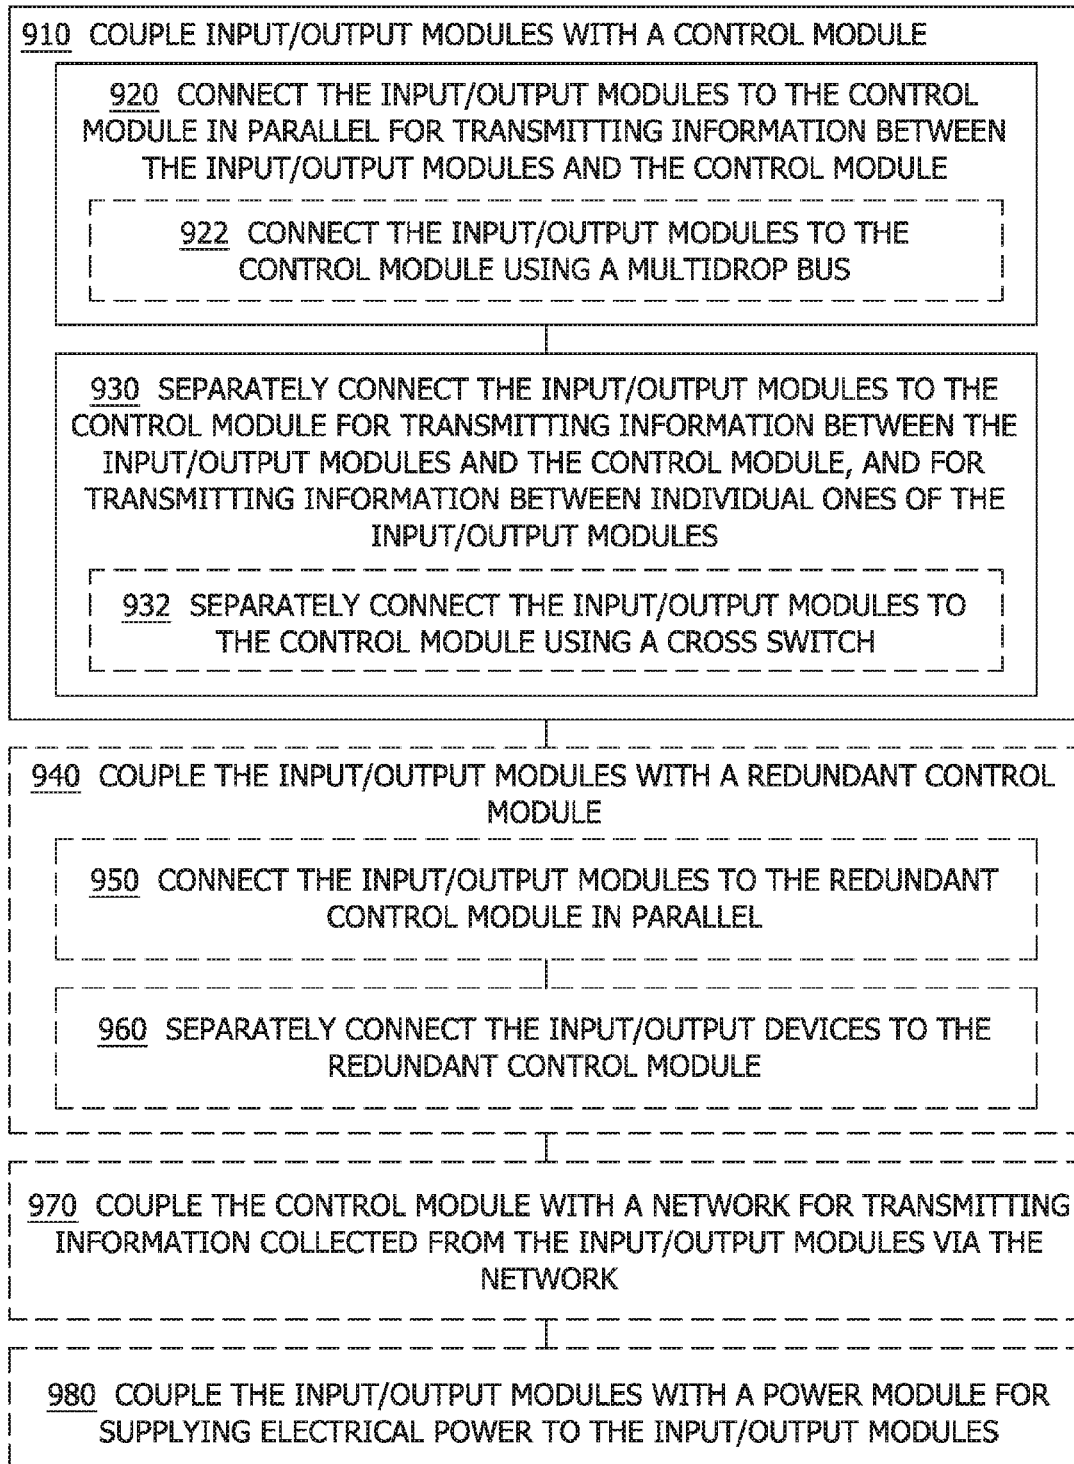 910 COUPLE INPUT/OUTPUT MODULES WITH A CONTROL MODULE
920 CONNECT THE INPUT/OUTPUT MODULES TO THE CONTROL
MODULE IN PARALLEL FOR TRANSMITTING INFORMATION BETWEEN
THE INPUT/OUTPUT MODULES AND THE CONTROL MODULE
922 CONNECT THE INPUT/OUTPUT MODULES TO THE
CONTROL MODULE USING A MULTIDROP BUS
930 SEPARATELY CONNECT THE INPUT/OUTPUT MODULES TO THE
CONTROL MODULE FOR TRANSMITTING INFORMATION BETWEEN THE
INPUT/OUTPUT MODULES AND THE CONTROL MODULE, AND FOR
TRANSMITTING INFORMATION BETWEEN INDIVIDUAL ONES OF THE
INPUT/OUTPUT MODULES
932 SEPARATELY CONNECT THE INPUT/OUTPUT MODULES TO
THE CONTROL MODULE USING A CROSS SWITCH
940 COUPLE THE INPUT/OUTPUT MODULES WITH A REDUNDANT CONTROL
MODULE
950 CONNECT THE INPUT/OUTPUT MODULES TO THE REDUNDANT
CONTROL MODULE IN PARALLEL
960 SEPARATELY CONNECT THE INPUT/OUTPUT DEVICES TO THE
REDUNDANT CONTROL MODULE
970 COUPLE THE CONTROL MODULE WITH A NETWORK FOR TRANSMITTING
INFORMATION COLLECTED FROM THE INPUT/OUTPUT MODULES VIA THE
NETWORK
980 COUPLE THE INPUT/OUTPUT MODULES WITH A POWER MODULE FOR
SUPPLYING ELECTRICAL POWER TO THE INPUT/OUTPUT MODULES